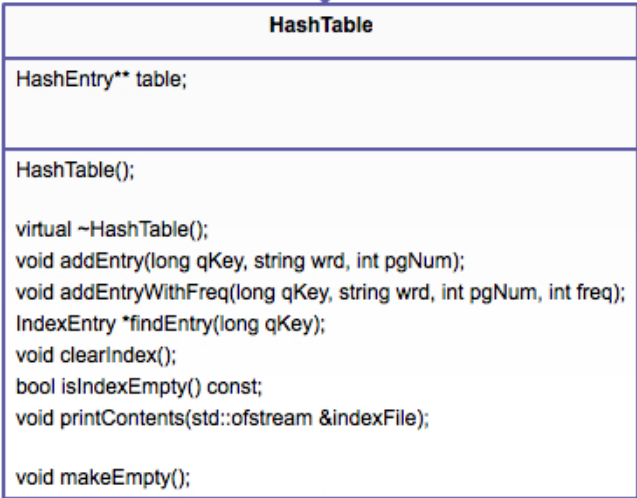 HashTable
HashEntry** table;
HashTable();
virtual ~HashTable();
void addEntry(long qKey, string wrd, int pgNum);
void addEntryWithFreq(long qKey, string wrd, int pgNum, int freq);
IndexEntry *findEntry(long qKey);
void clearIndex();
bool isIndexEmpty() const;
void printContents(std::ofstream &indexFile);
void makeEmpty();